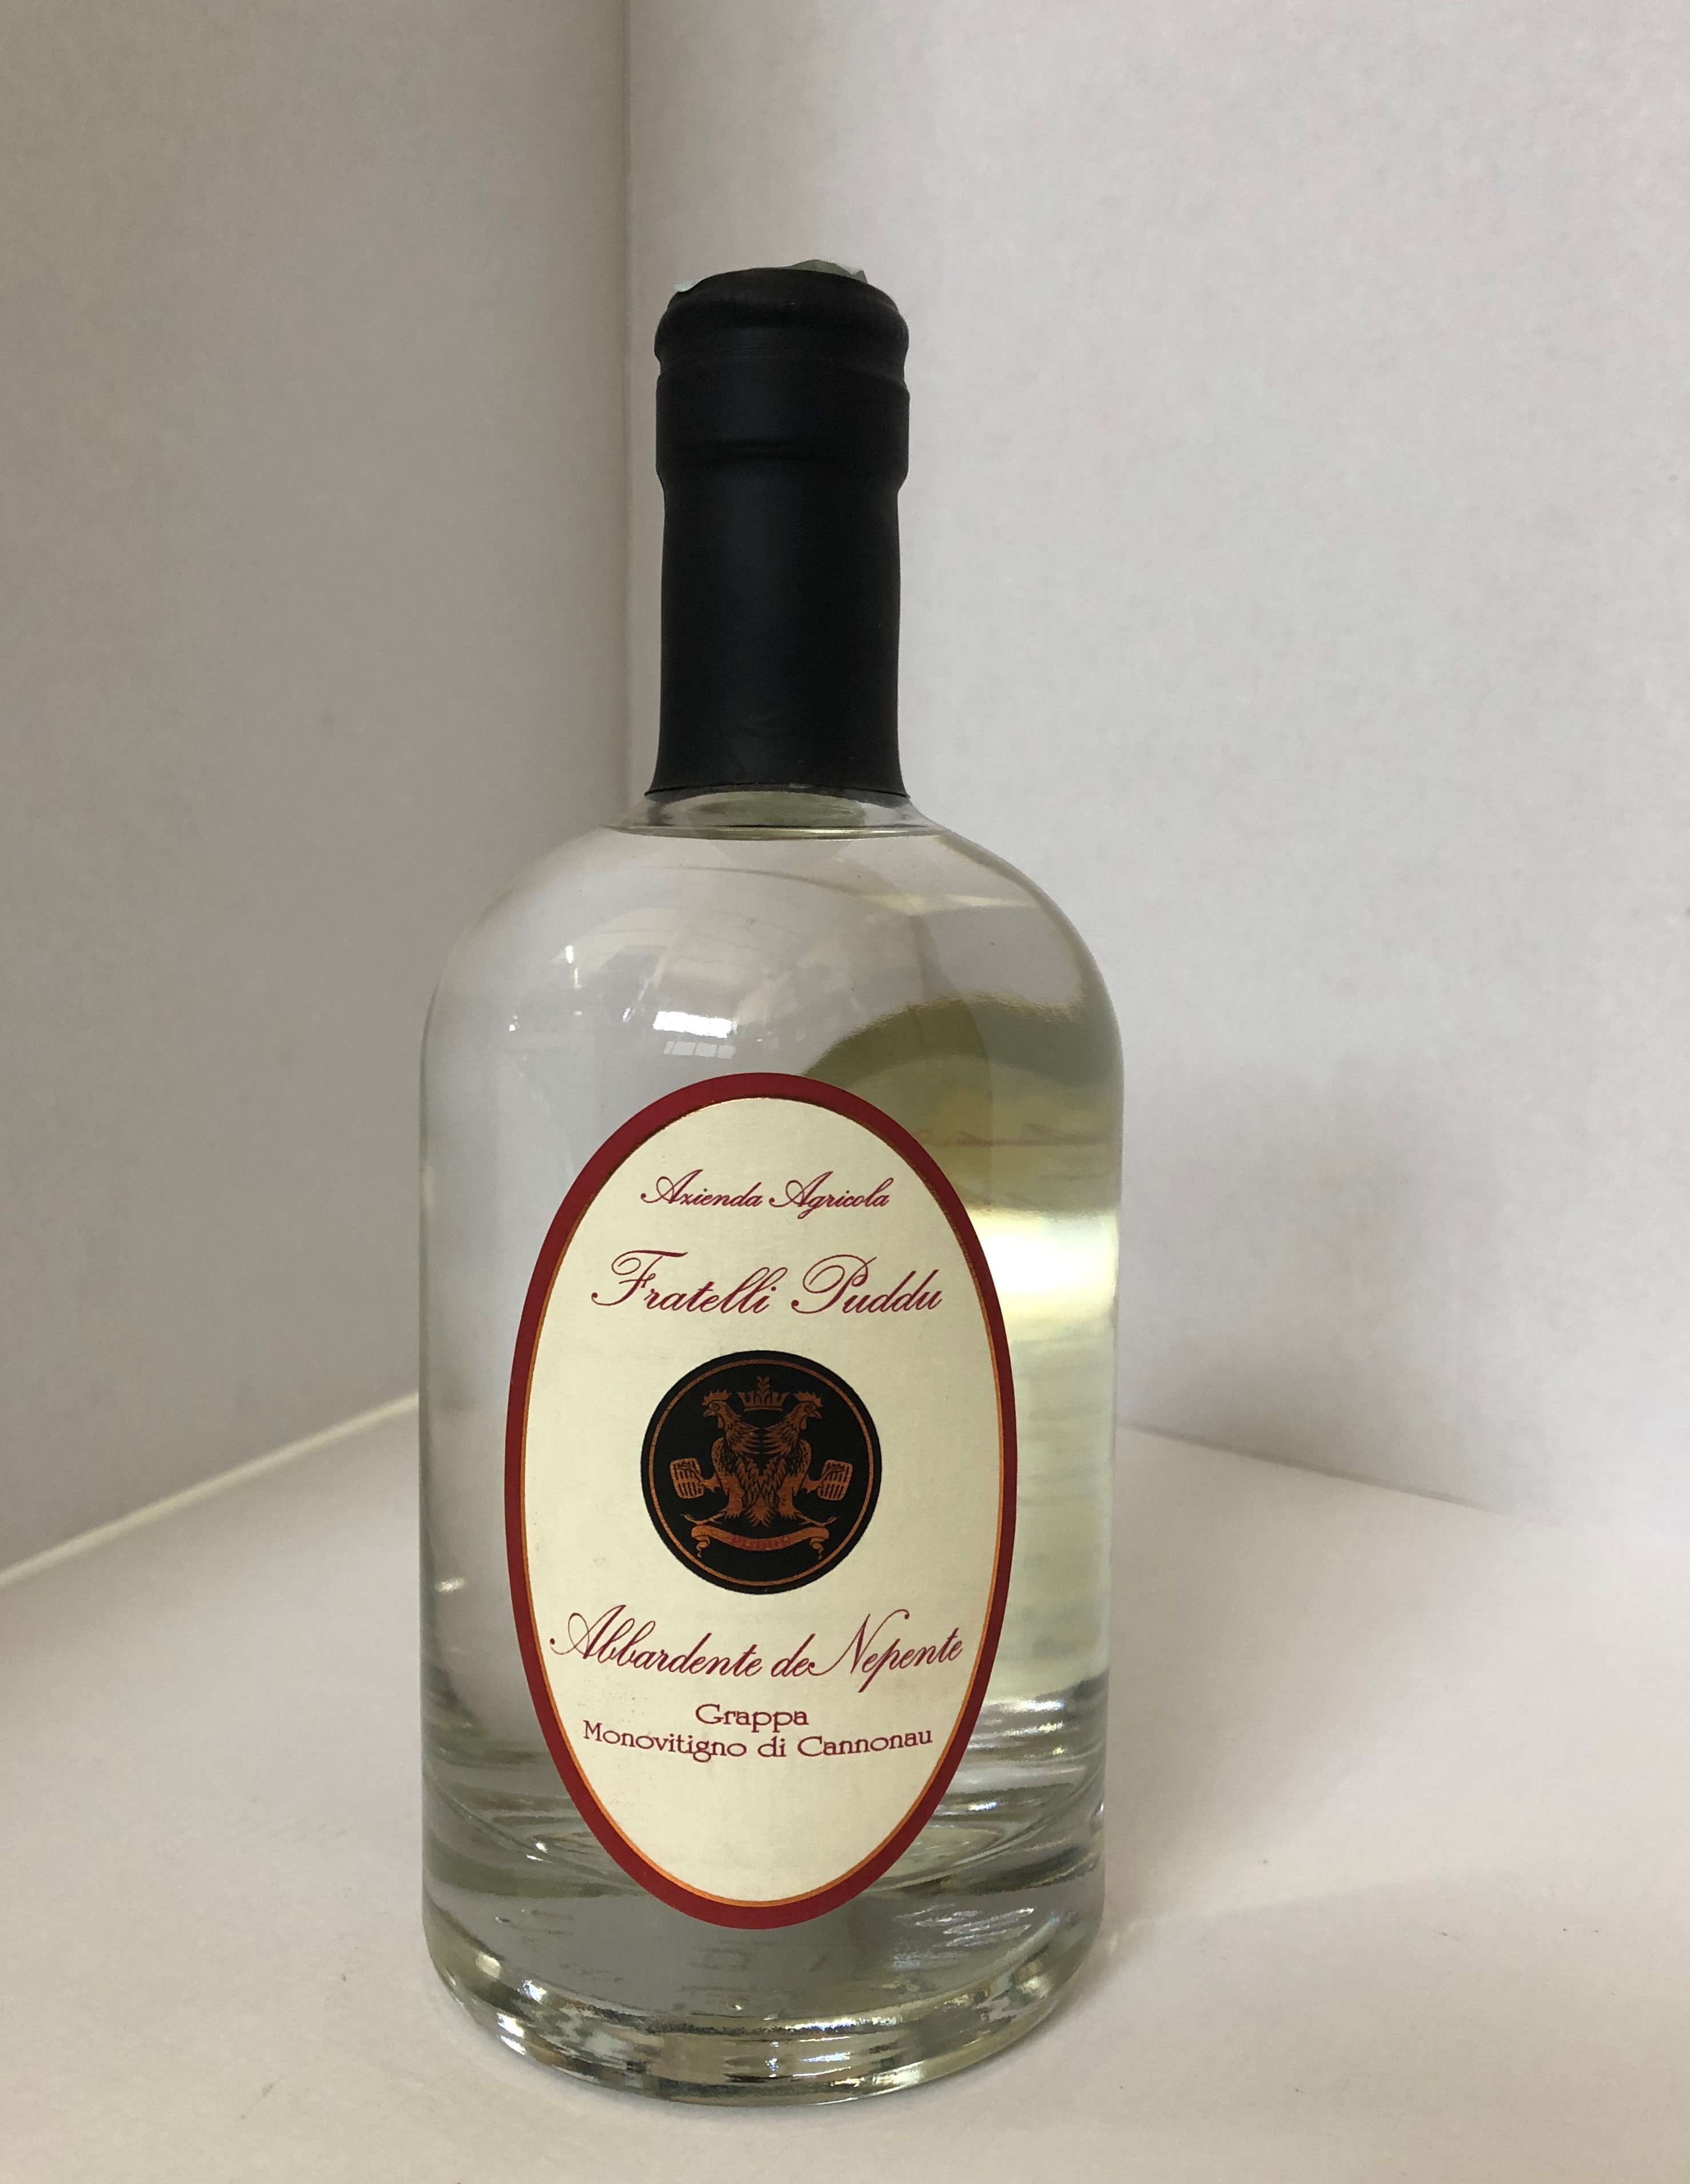 Azienda Agricola
Fratelli Puddu
Abbardente de Nepente
Grappa
Monovitigno di Cannonau